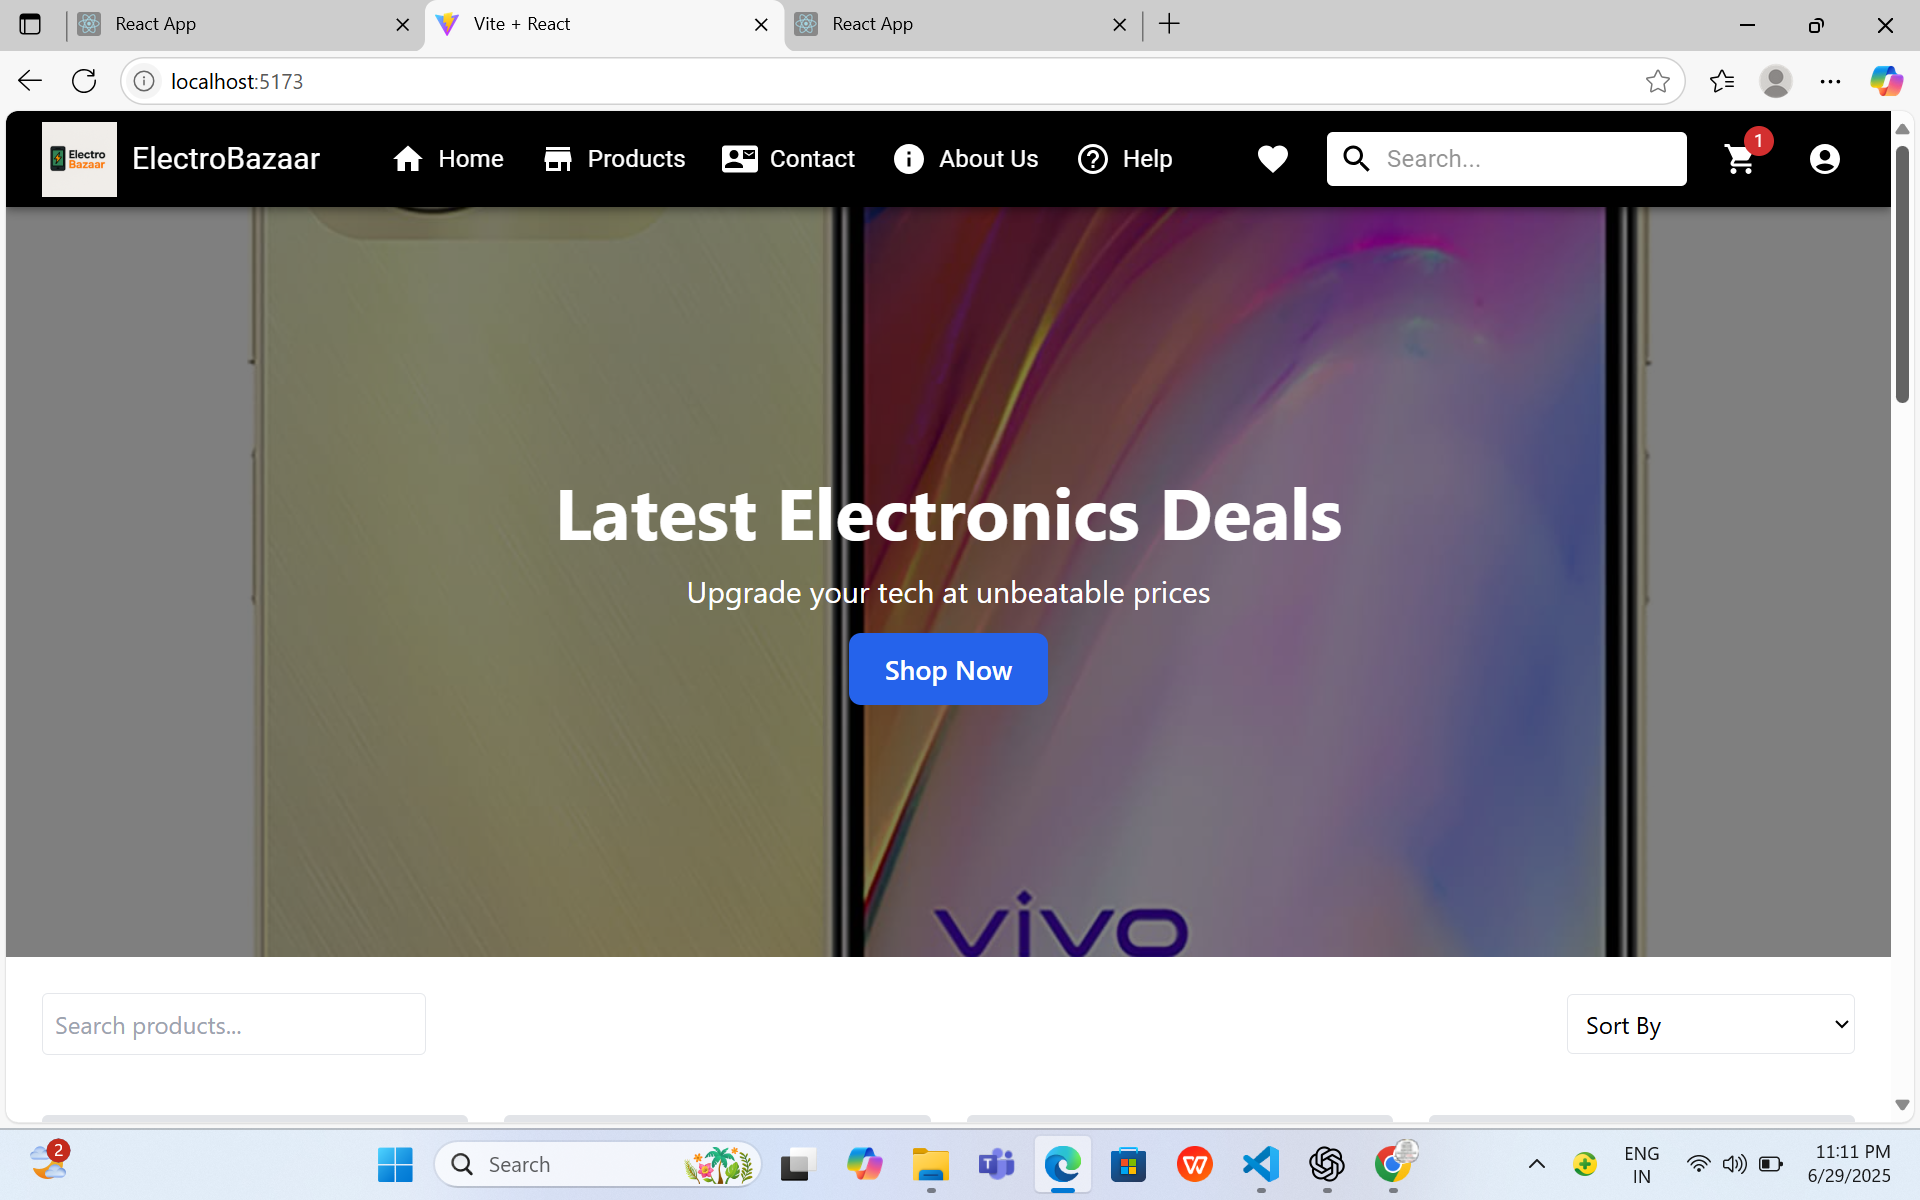 React App
Vite + React
React App
localhost:5173
Electro
Bazaar
ElectroBazaar
Home
Products
Contact
About Us
Help
Search...
1
Latest Electronics Deals
Upgrade your tech at unbeatable prices
Shop Now
vivo
Search products...
Sort By
2
Search
ENG
IN
11:11 PM
6/29/2025